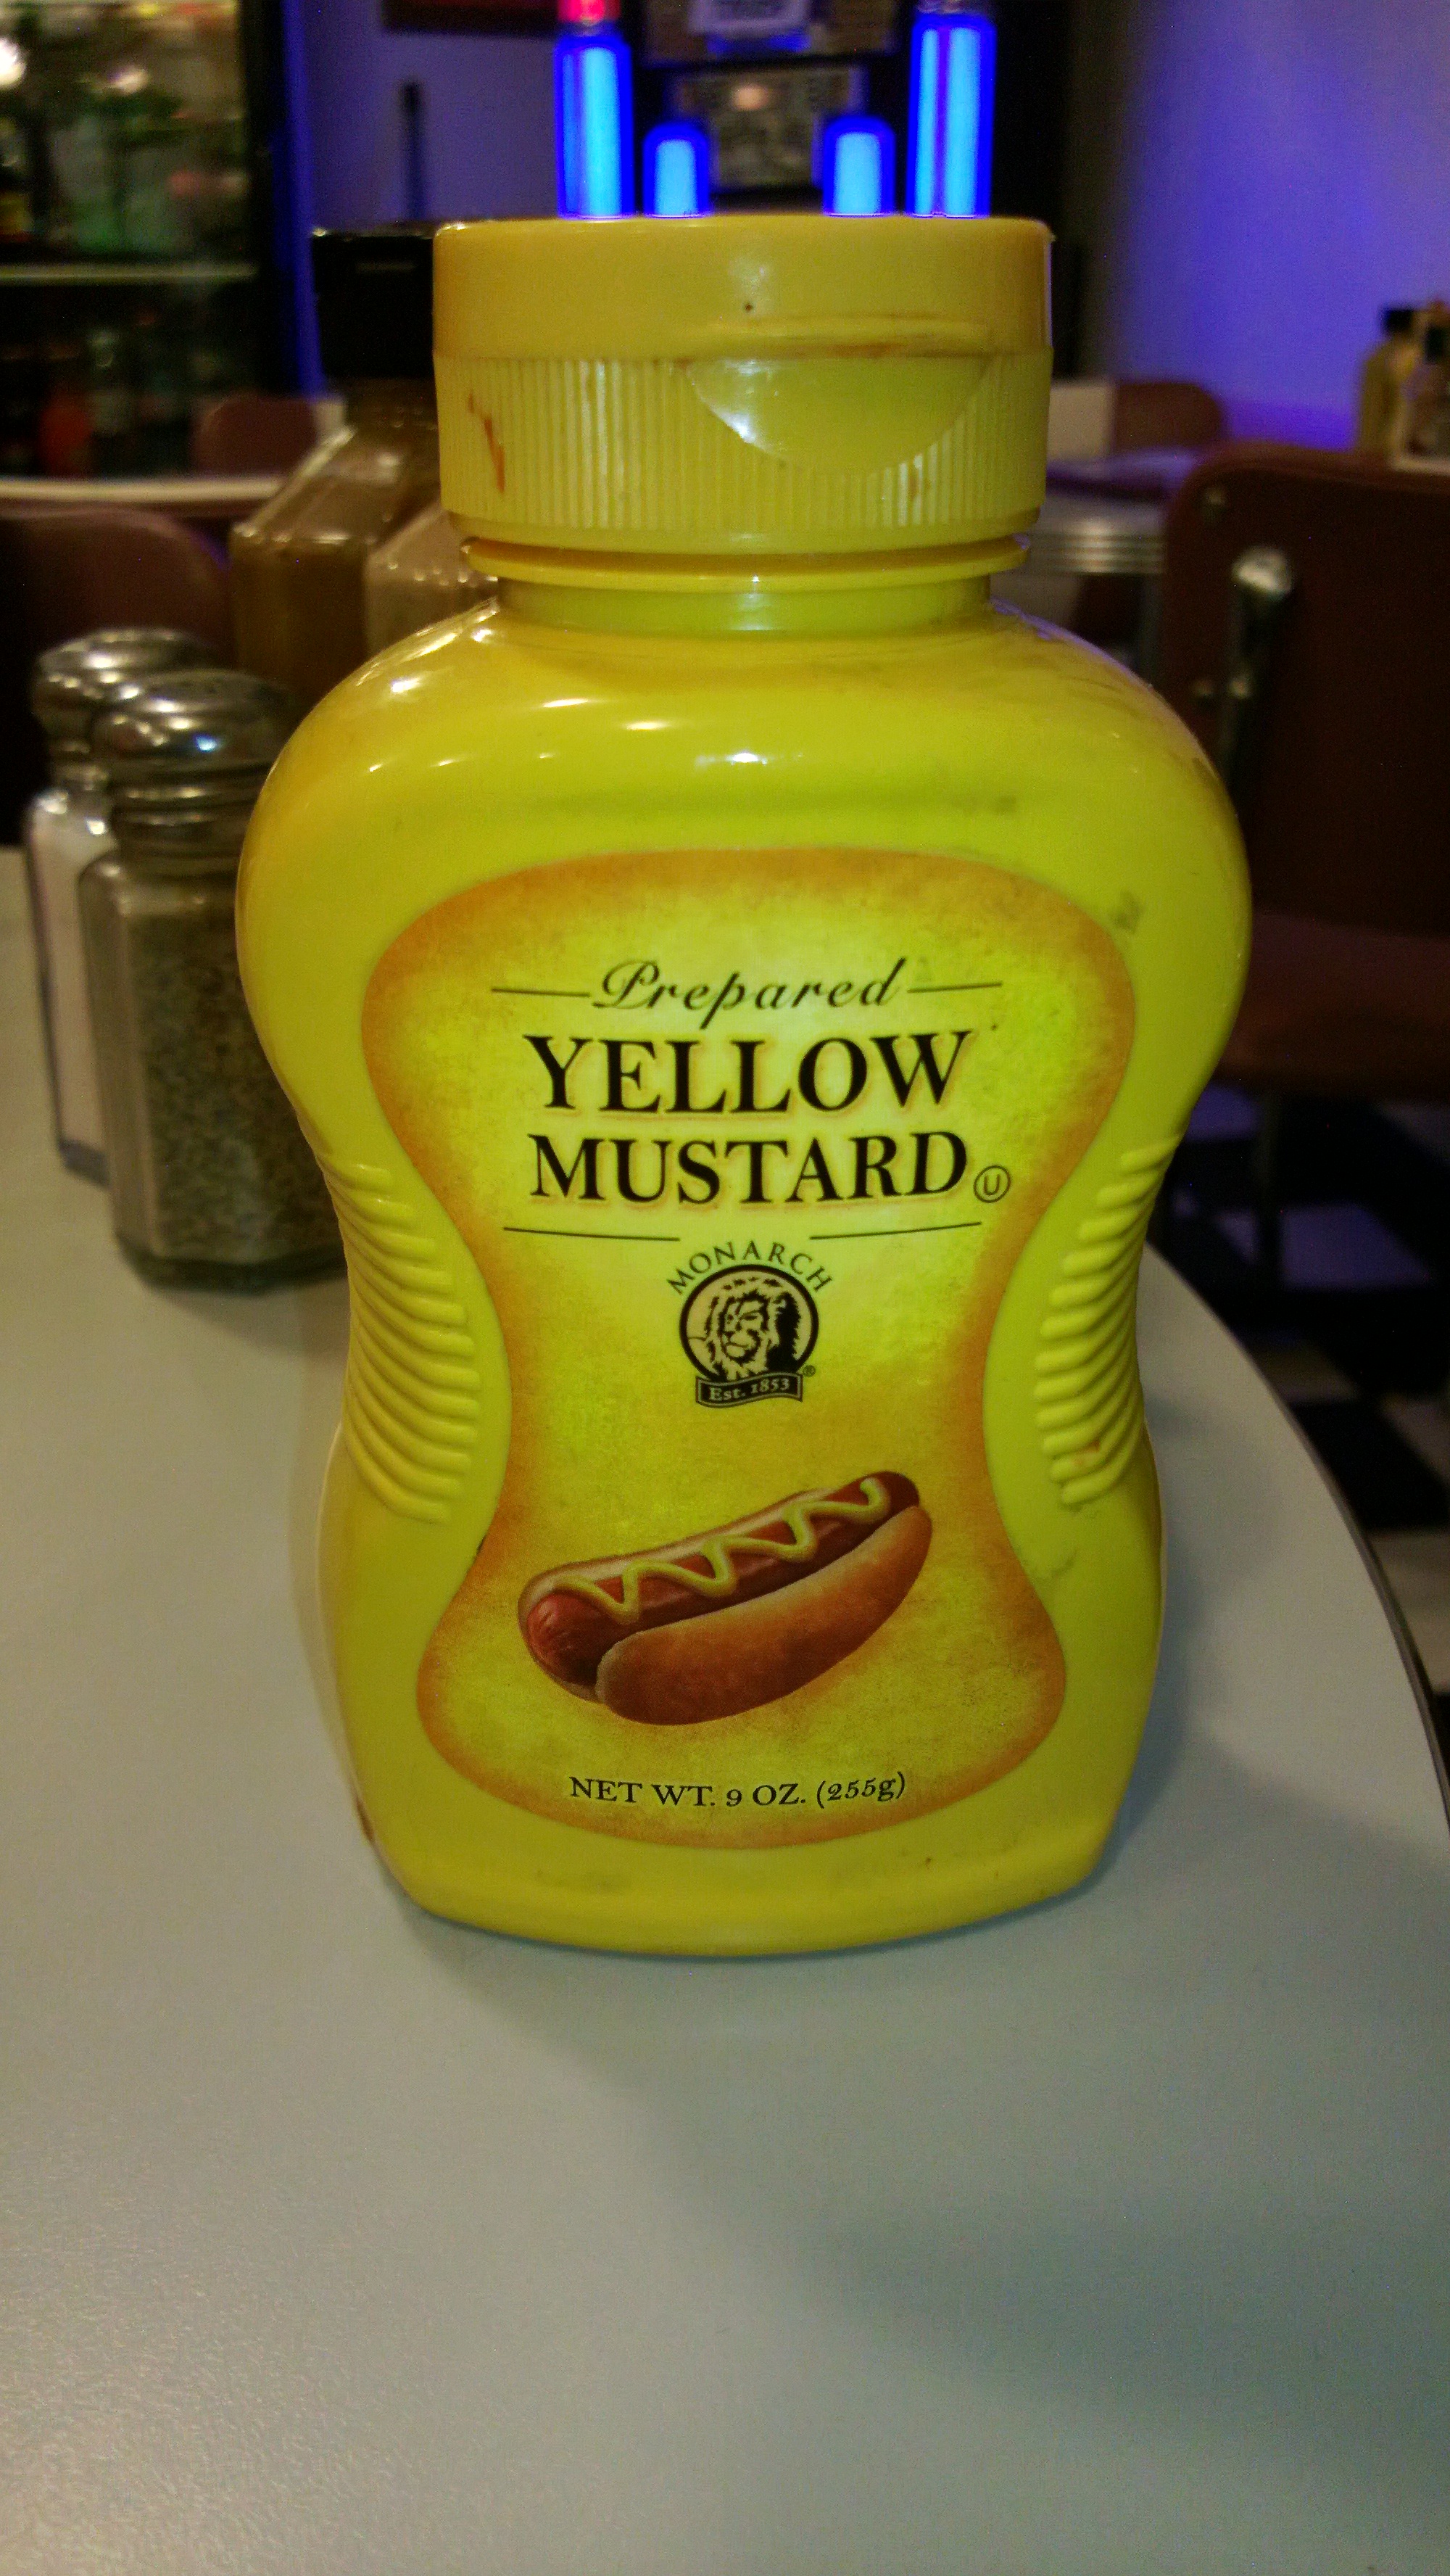 Prepared
YELLOW
MUSTARD
U
MONARCH
®
Est. 1853
NET WT. 9 OZ. (255g)